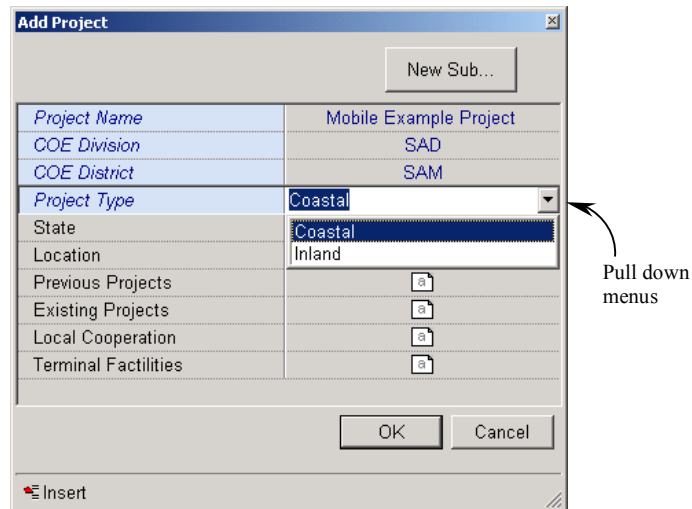 Add Project
New Sub...
Project Name Mobile Example Project
COE Division SAD
COE District SAM
Project Type Coastal
State Coastal
Location Inland
Previous Projects a
Existing Projects a
Local Cooperation a
Terminal Factilities a
Pull down
menus
OK Cancel
Insert